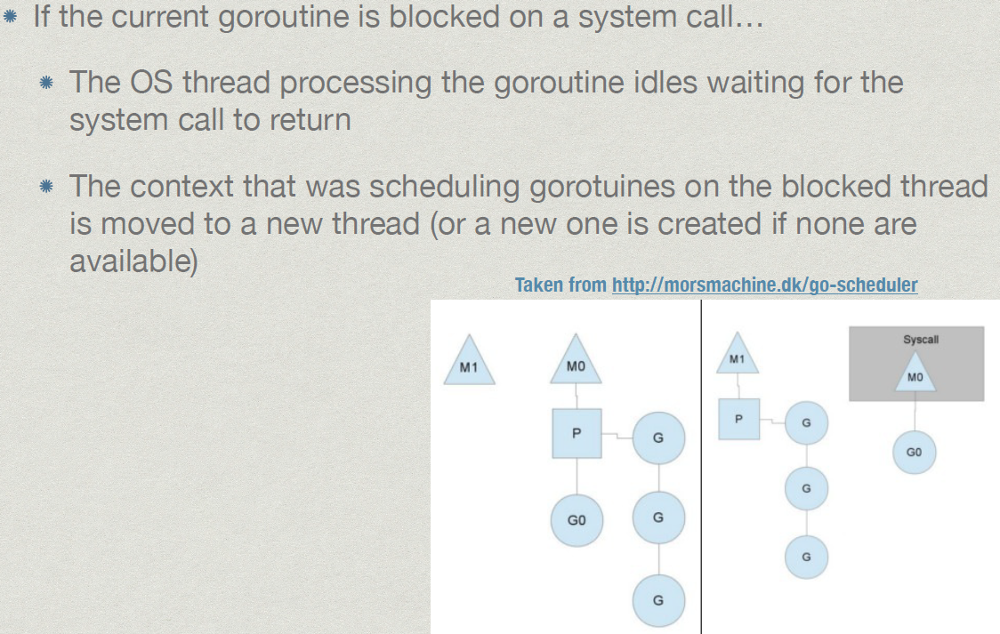 If the current goroutine is blocked on a system call…
The OS thread processing the goroutine idles waiting for the
system call to return
The context that was scheduling gorotuines on the blocked thread
is moved to a new thread (or a new one is created if none are
available)
Taken from http://morsmachine.dk/go-scheduler
M1
M0
P
G
G0
G
G
M1
Syscall
M0
P
G
G0
G
G